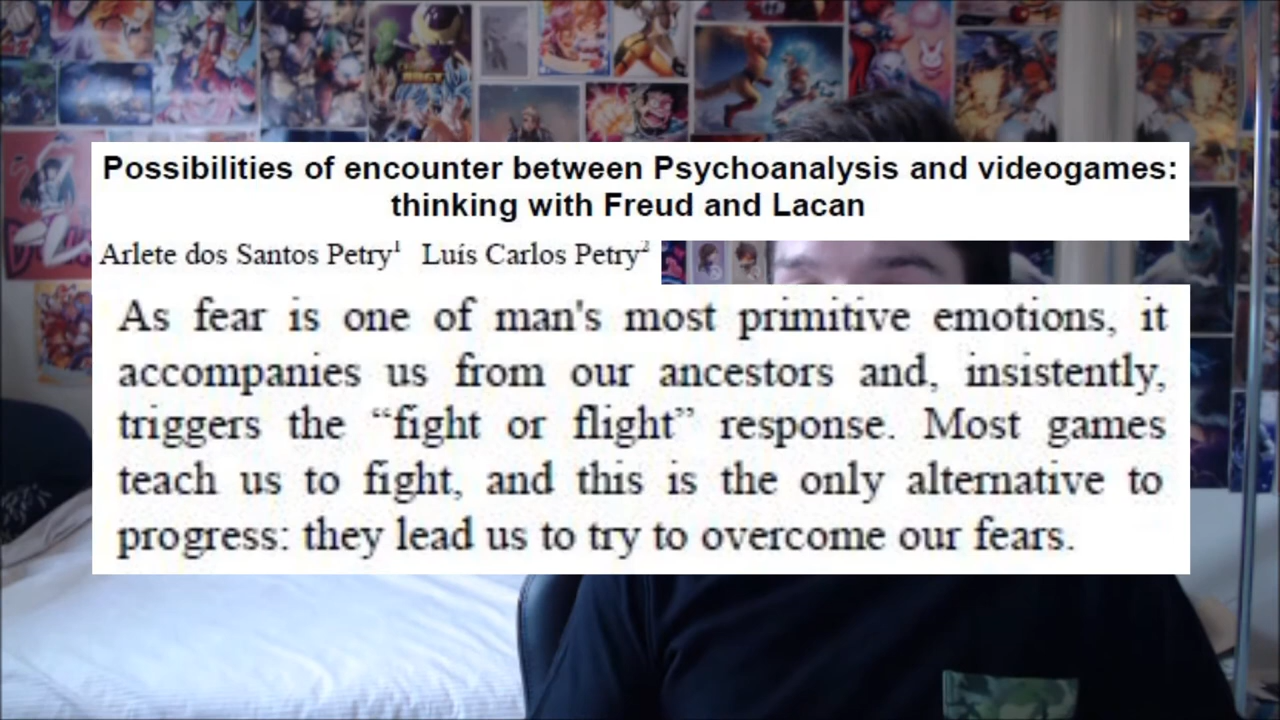 Possibilities of encounter between Psychoanalysis and videogames:
thinking with Freud and Lacan
Arlete dos Santos Petry¹ Luís Carlos Petry²
As fear is one of man's most primitive emotions, it
accompanies us from our ancestors and, insistently,
triggers the “fight or flight” response. Most games
teach us to fight, and this is the only alternative to
progress: they lead us to try to overcome our fears.